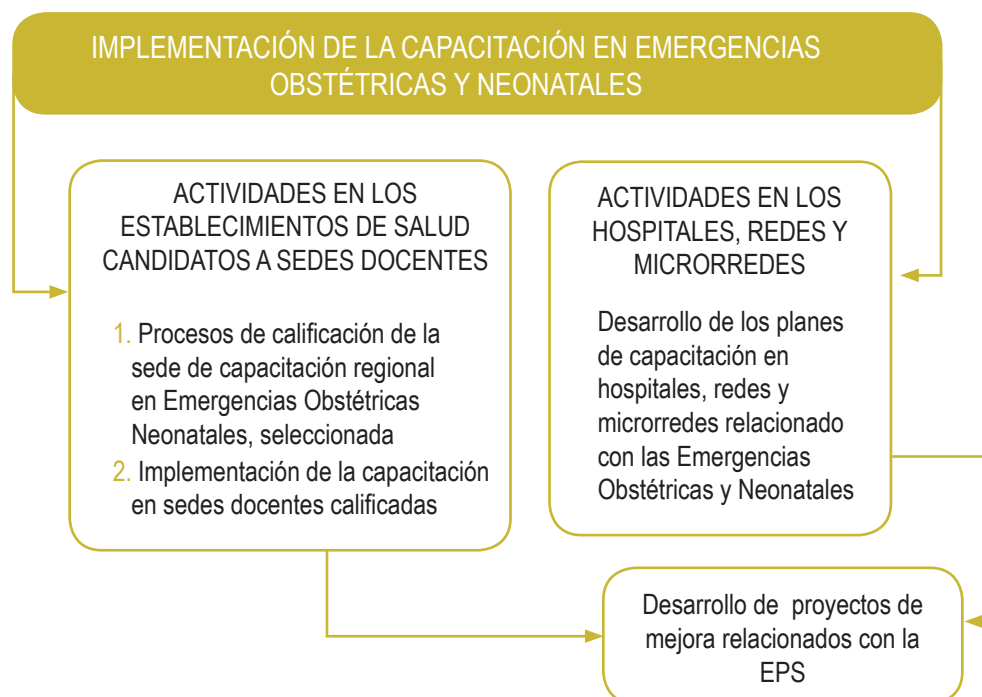 IMPLEMENTACIÓN DE LA CAPACITACIÓN EN EMERGENCIAS
OBSTÉTRICAS Y NEONATALES
ACTIVIDADES EN LOS
ESTABLECIMIENTOS DE SALUD
CANDIDATOS A SEDES DOCENTES
1. Procesos de calificación de la
sede de capacitación regional
en Emergencias Obstétricas
Neonatales, seleccionada
2. Implementación de la capacitación
en sedes docentes calificadas
ACTIVIDADES EN LOS
HOSPITALES, REDES Y
MICRORREDES
Desarrollo de los planes
de capacitación en
hospitales, redes y
microrredes relacionado
con las Emergencias
Obstétricas y Neonatales
Desarrollo de proyectos de
mejora relacionados con la
EPS